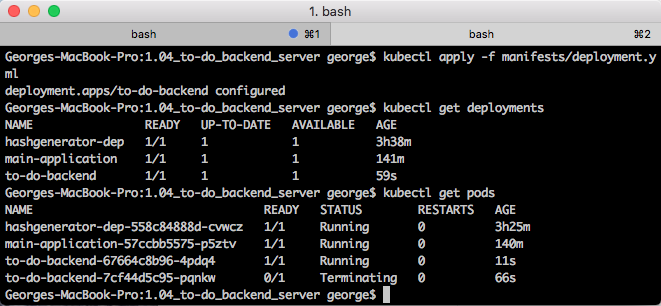 1. bash
bash ⌘1 bash ⌘2
Georges-MacBook-Pro:1.04_to-do_backend_server george$ kubectl apply -f manifests/deployment.y
ml
deployment.apps/to-do-backend configured
Georges-MacBook-Pro:1.04_to-do_backend_server george$ kubectl get deployments
NAME READY UP-TO-DATE AVAILABLE AGE
hashgenerator-dep 1/1 1 1 3h38m
main-application 1/1 1 1 141m
to-do-backend 1/1 1 1 59s
Georges-MacBook-Pro:1.04_to-do_backend_server george$ kubectl get pods
NAME READY STATUS RESTARTS AGE
hashgenerator-dep-558c84888d-cvwcz 1/1 Running 0 3h25m
main-application-57ccbb5575-p5ztv 1/1 Running 0 140m
to-do-backend-67664c8b96-4pdq4 1/1 Running 0 11s
to-do-backend-7cf44d5c95-pqnkw 0/1 Terminating 0 66s
Georges-MacBook-Pro:1.04_to-do_backend_server george$